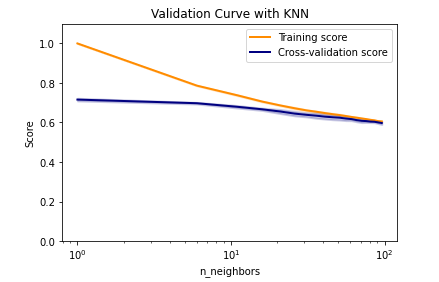 Validation Curve with KNN
Training score
Cross-validation score
1.0
0.8
0.6
0.4
0.2
0.0
Score
10⁰
10¹
10²
n_neighbors